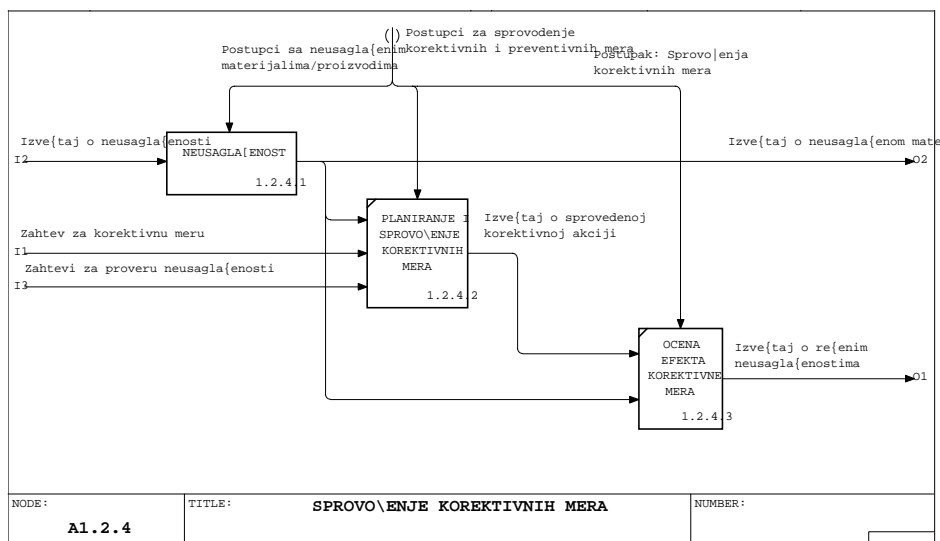 ( ) Postupci za sprovodenje
korektivnih i preventivnih mera
Postupci sa neusagla{enim
materijalima/proizvodima
Postupak: Sprovo|enja
korektivnih mera
Izve{taj o neusagla{enosti
I2
NEUSAGLA[ENOST
1.2.4.1
Izve{taj o neusagla{enom mate
O2
PLANIRANJE I
SPROVO\ENJE
KOREKTIVNIH
MERA
1.2.4.2
Izve{taj o sprovedenoj
korektivnoj akciji
Zahtev za korektivnu meru
I1
Zahtevi za proveru neusagla{enosti
I3
OCENA
EFEKTA
KOREKTIVNE
MERA
1.2.4.3
Izve{taj o re{enim
neusagla{enostima
O1
NODE:
A1.2.4
TITLE:
SPROVO\ENJE KOREKTIVNIH MERA
NUMBER: